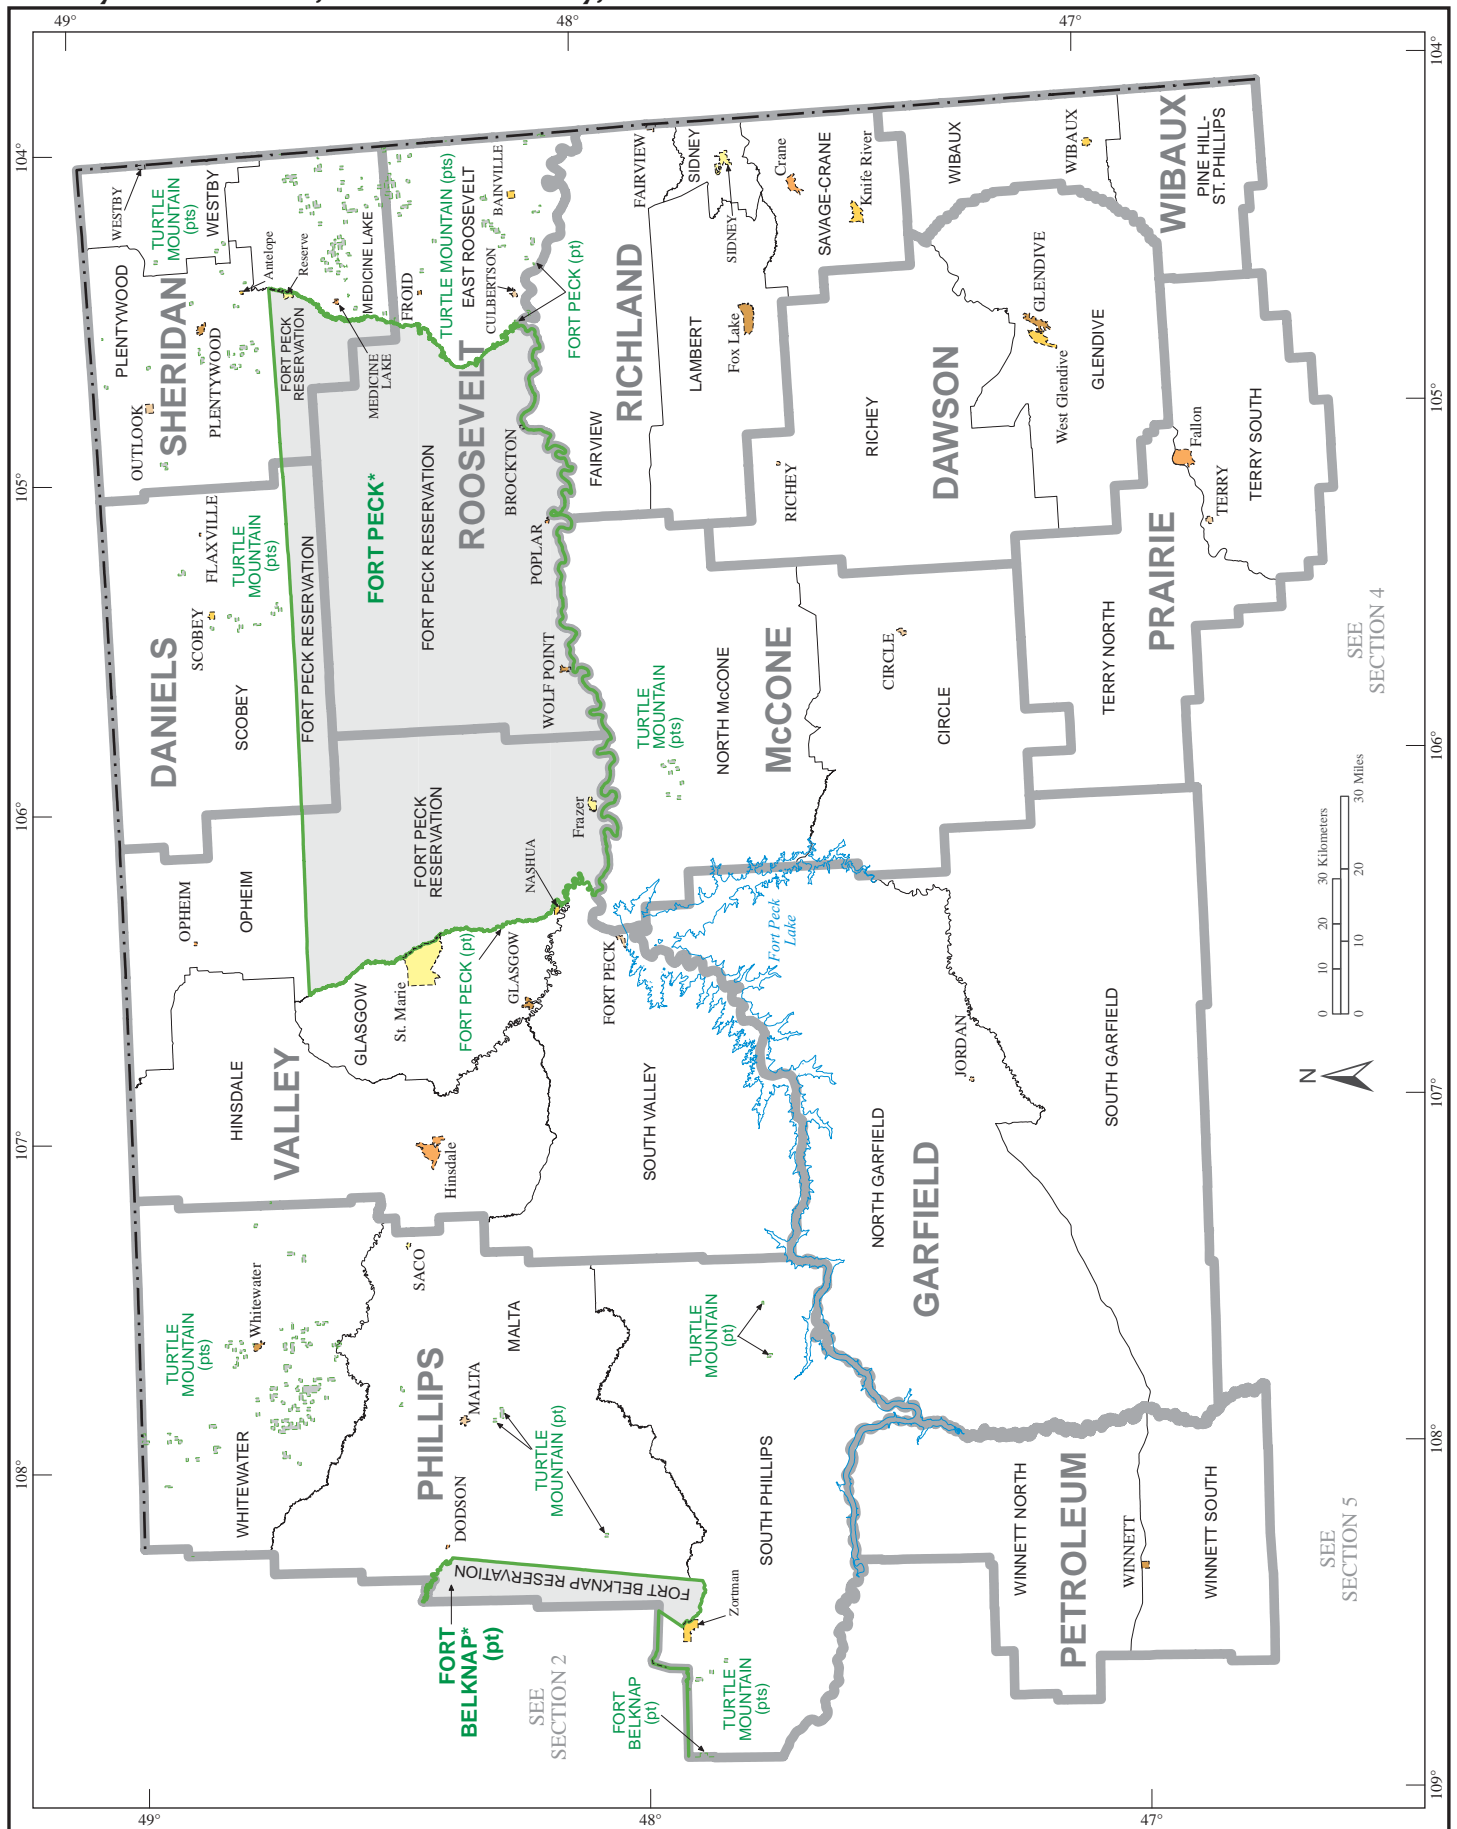 49°
48°
47°
104°
105°
106°
107°
108°
109°
104°
105°
106°
107°
108°
49°
48°
47°
SHERIDAN
WESTBY
TURTLE
MOUNTAIN
(pts)
WESTBY
PLENTYWOOD
OUTLOOK
PLENTYWOOD
Antelope
Reserve
MEDICINE LAKE
MEDICINE
LAKE
FORT PECK
RESERVATION
DANIELS
FLAXVILLE
SCOBEY
SCOBEY
TURTLE
MOUNTAIN
(pts)
FORT PECK RESERVATION
ROOSEVELT
FROID
TURTLE MOUNTAIN (pts)
EAST ROOSEVELT
BAINVILLE
CULBERTSON
FORT PECK (pt)
FORT PECK*
FORT PECK RESERVATION
BROCKTON
POPLAR
WOLF POINT
RICHLAND
FAIRVIEW
FAIRVIEW
SIDNEY
SIDNEY
Crane
SAVAGE-CRANE
Knife River
LAMBERT
Fox Lake
WIBAUX
WIBAUX
WIBAUX
PINE HILL-
ST. PHILLIPS
DAWSON
RICHEY
RICHEY
GLENDIVE
West Glendive
GLENDIVE
PRAIRIE
Fallon
TERRY
TERRY SOUTH
TERRY NORTH
McCONE
TURTLE
MOUNTAIN
(pts)
NORTH McCONE
CIRCLE
CIRCLE
VALLEY
OPHEIM
OPHEIM
FORT PECK
RESERVATION
Frazer
NASHUA
HINSDALE
GLASGOW
St. Marie
FORT PECK (pt)
GLASGOW
FORT PECK
Hinsdale
SOUTH VALLEY
Fort Peck
Lake
GARFIELD
JORDAN
NORTH GARFIELD
SOUTH GARFIELD
PHILLIPS
TURTLE
MOUNTAIN
(pts)
Whitewater
WHITEWATER
SACO
MALTA
MALTA
DODSON
TURTLE
MOUNTAIN (pt)
TURTLE
MOUNTAIN
(pt)
SOUTH PHILLIPS
FORT BELKNAP RESERVATION
Zortman
FORT
BELKNAP*
(pt)
FORT
BELKNAP
(pt)
TURTLE
MOUNTAIN
(pts)
PETROLEUM
WINNETT NORTH
WINNETT
WINNETT SOUTH
SEE
SECTION 2
SEE
SECTION 4
SEE
SECTION 5
N
0 10 20 30 Kilometers
0 10 20 30 Miles